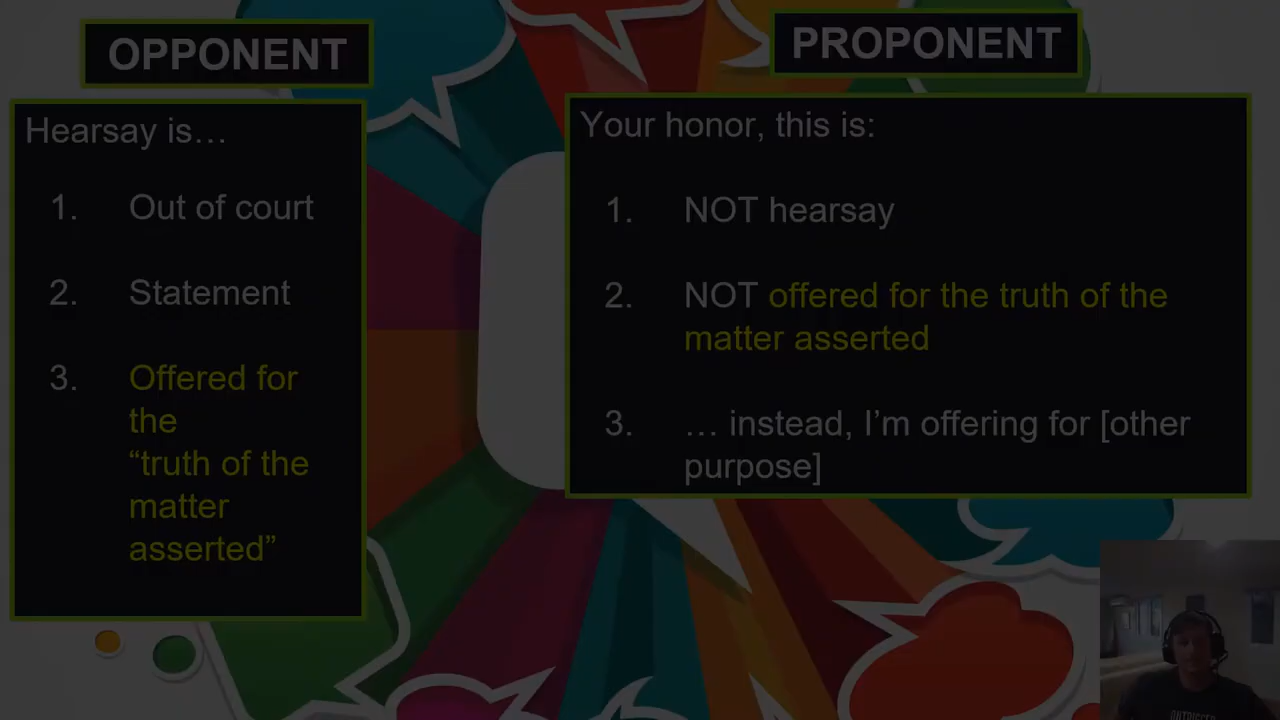 OPPONENT
Hearsay is…
1. Out of court
2. Statement
3. Offered for
the
“truth of the
matter
asserted”
PROPONENT
Your honor, this is:
1. NOT hearsay
2. NOT offered for the truth of the
matter asserted
3. … instead, I’m offering for [other
purpose]